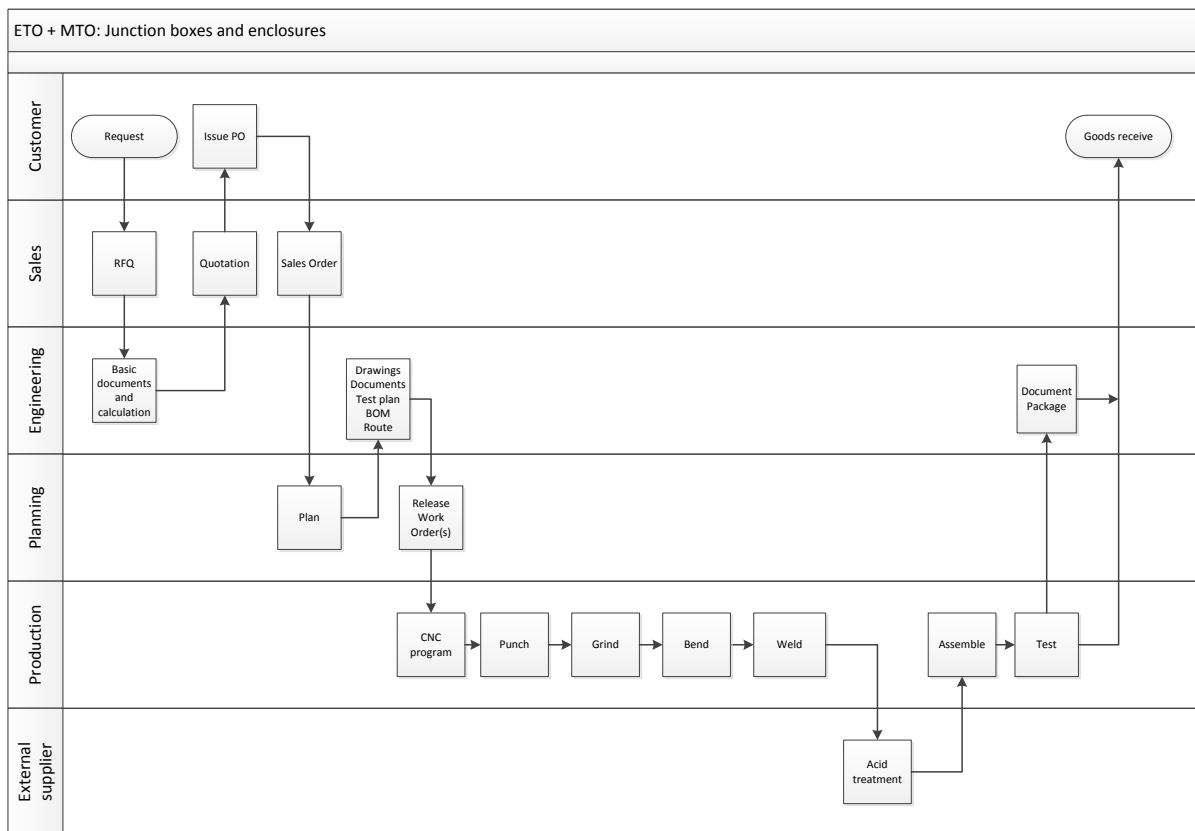 ETO + MTO: Junction boxes and enclosures
Customer
Request
Issue PO
Goods receive
Sales
RFQ
Quotation
Sales Order
Engineering
Basic
documents
and
calculation
Drawings
Documents
Test plan
BOM
Route
Document
Package
Planning
Plan
Release
Work
Order(s)
Production
CNC
program
Punch
Grind
Bend
Weld
Assemble
Test
External
supplier
Acid
treatment